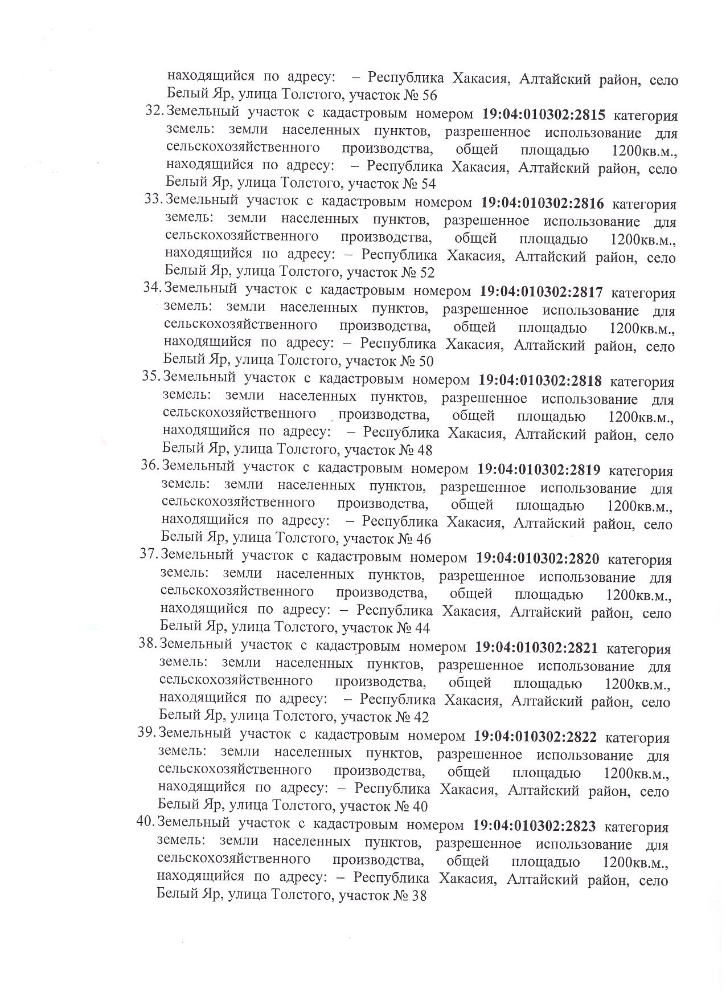 находящийся по адресу: – Республика Хакасия, Алтайский район, село
Белый Яр, улица Толстого, участок № 56
32. Земельный участок с кадастровым номером 19:04:010302:2815 категория
земель: земли населенных пунктов, разрешенное использование для
сельскохозяйственного производства, общей площадью 1200кв.м.,
находящийся по адресу: – Республика Хакасия, Алтайский район, село
Белый Яр, улица Толстого, участок № 54
33. Земельный участок с кадастровым номером 19:04:010302:2816 категория
земель: земли населенных пунктов, разрешенное использование для
сельскохозяйственного производства, общей площадью 1200кв.м.,
находящийся по адресу: – Республика Хакасия, Алтайский район, село
Белый Яр, улица Толстого, участок № 52
34. Земельный участок с кадастровым номером 19:04:010302:2817 категория
земель: земли населенных пунктов, разрешенное использование для
сельскохозяйственного производства, общей площадью 1200кв.м.,
находящийся по адресу: – Республика Хакасия, Алтайский район, село
Белый Яр, улица Толстого, участок № 50
35. Земельный участок с кадастровым номером 19:04:010302:2818 категория
земель: земли населенных пунктов, разрешенное использование для
сельскохозяйственного производства, общей площадью 1200кв.м.,
находящийся по адресу: – Республика Хакасия, Алтайский район, село
Белый Яр, улица Толстого, участок № 48
36. Земельный участок с кадастровым номером 19:04:010302:2819 категория
земель: земли населенных пунктов, разрешенное использование для
сельскохозяйственного производства, общей площадью 1200кв.м.,
находящийся по адресу: – Республика Хакасия, Алтайский район, село
Белый Яр, улица Толстого, участок № 46
37. Земельный участок с кадастровым номером 19:04:010302:2820 категория
земель: земли населенных пунктов, разрешенное использование для
сельскохозяйственного производства, общей площадью 1200кв.м.,
находящийся по адресу: – Республика Хакасия, Алтайский район, село
Белый Яр, улица Толстого, участок № 44
38. Земельный участок с кадастровым номером 19:04:010302:2821 категория
земель: земли населенных пунктов, разрешенное использование для
сельскохозяйственного производства, общей площадью 1200кв.м.,
находящийся по адресу: – Республика Хакасия, Алтайский район, село
Белый Яр, улица Толстого, участок № 42
39. Земельный участок с кадастровым номером 19:04:010302:2822 категория
земель: земли населенных пунктов, разрешенное использование для
сельскохозяйственного производства, общей площадью 1200кв.м.,
находящийся по адресу: – Республика Хакасия, Алтайский район, село
Белый Яр, улица Толстого, участок № 40
40. Земельный участок с кадастровым номером 19:04:010302:2823 категория
земель: земли населенных пунктов, разрешенное использование для
сельскохозяйственного производства, общей площадью 1200кв.м.,
находящийся по адресу: – Республика Хакасия, Алтайский район, село
Белый Яр, улица Толстого, участок № 38